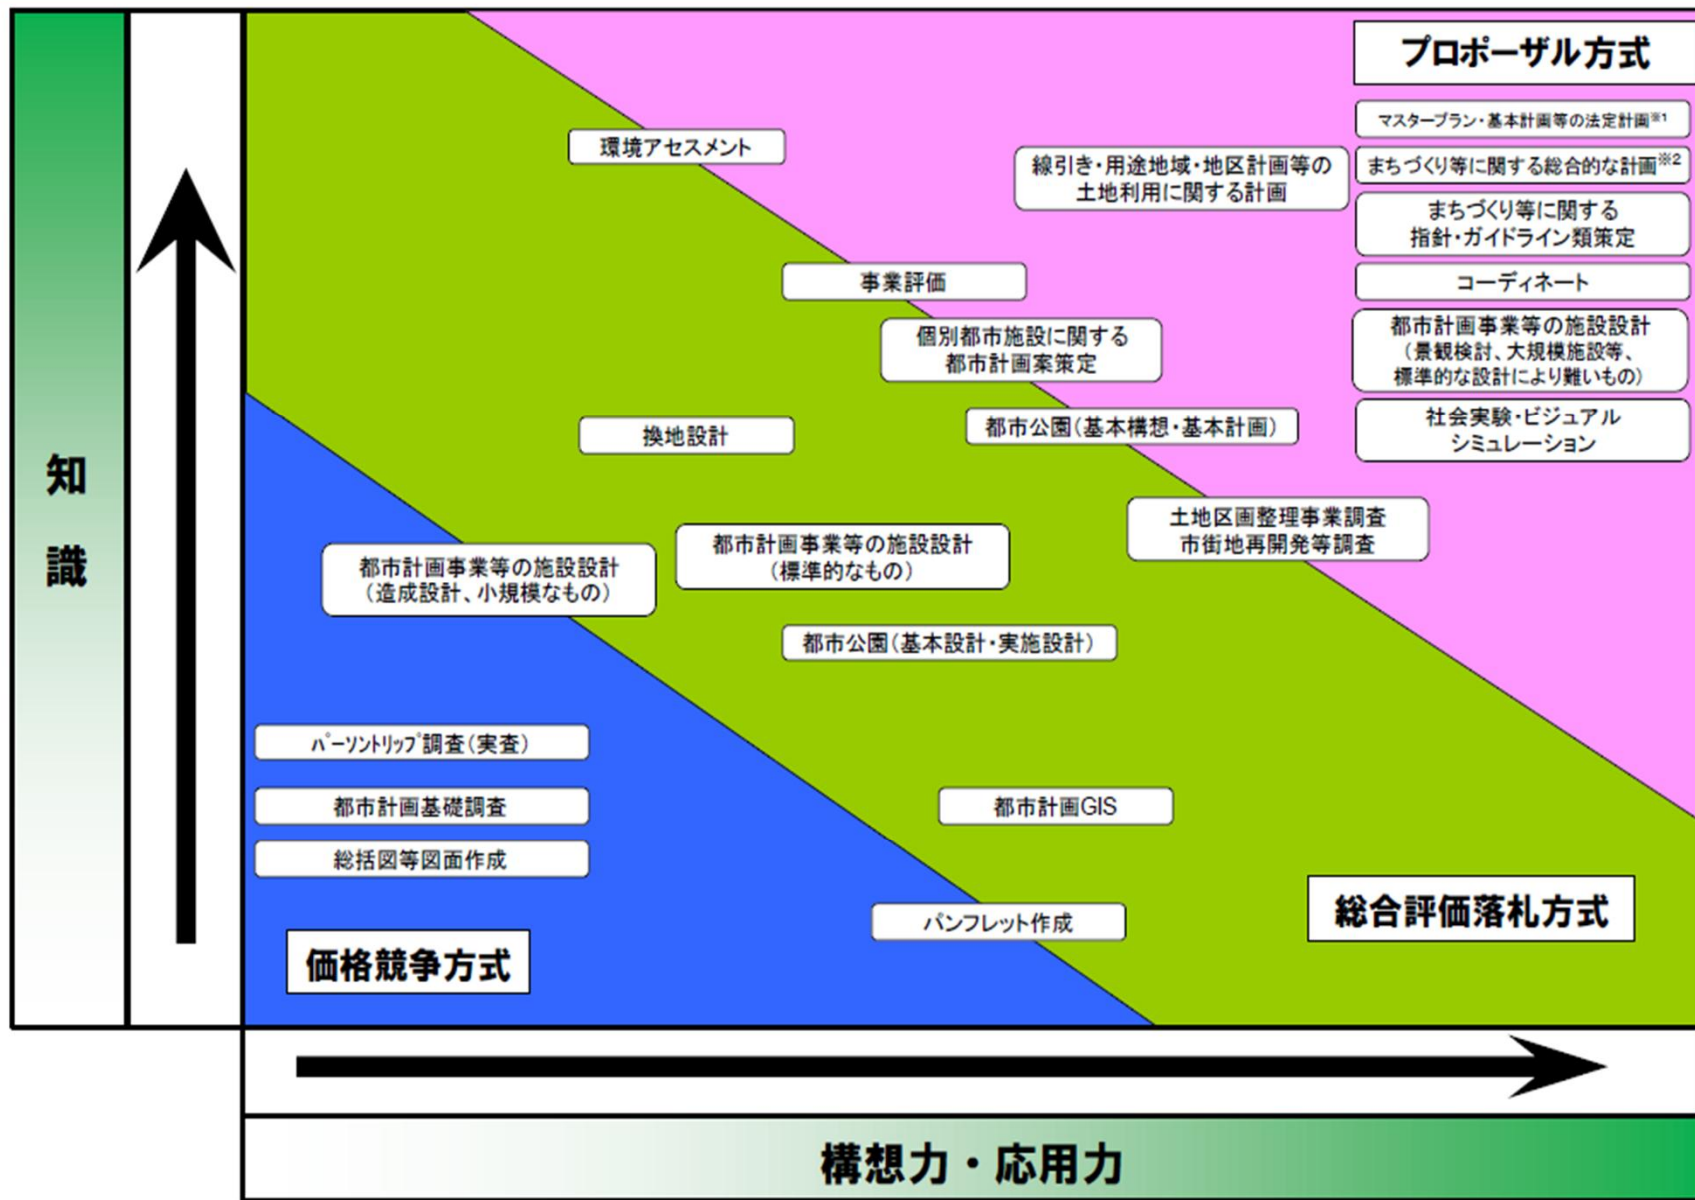 プロポーザル方式
マスタープラン・基本計画等の法定計画※1
環境アセスメント
線引き・用途地域・地区計画等の
土地利用に関する計画
まちづくり等に関する総合的な計画※2
まちづくり等に関する
指針・ガイドライン類策定
事業評価
コーディネート
個別都市施設に関する
都市計画案策定
都市計画事業等の施設設計
(景観検討、大規模施設等、
標準的な設計により難いもの)
換地設計
都市公園(基本構想・基本計画)
社会実験・ビジュアル
シミュレーション
知
識
土地区画整理事業調査
市街地再開発等調査
都市計画事業等の施設設計
(造成設計、小規模なもの)
都市計画事業等の施設設計
(標準的なもの)
都市公園(基本設計・実施設計)
パーソントリップ調査(実査)
都市計画基礎調査
都市計画GIS
総括図等図面作成
パンフレット作成
総合評価落札方式
価格競争方式
構想力・応用力